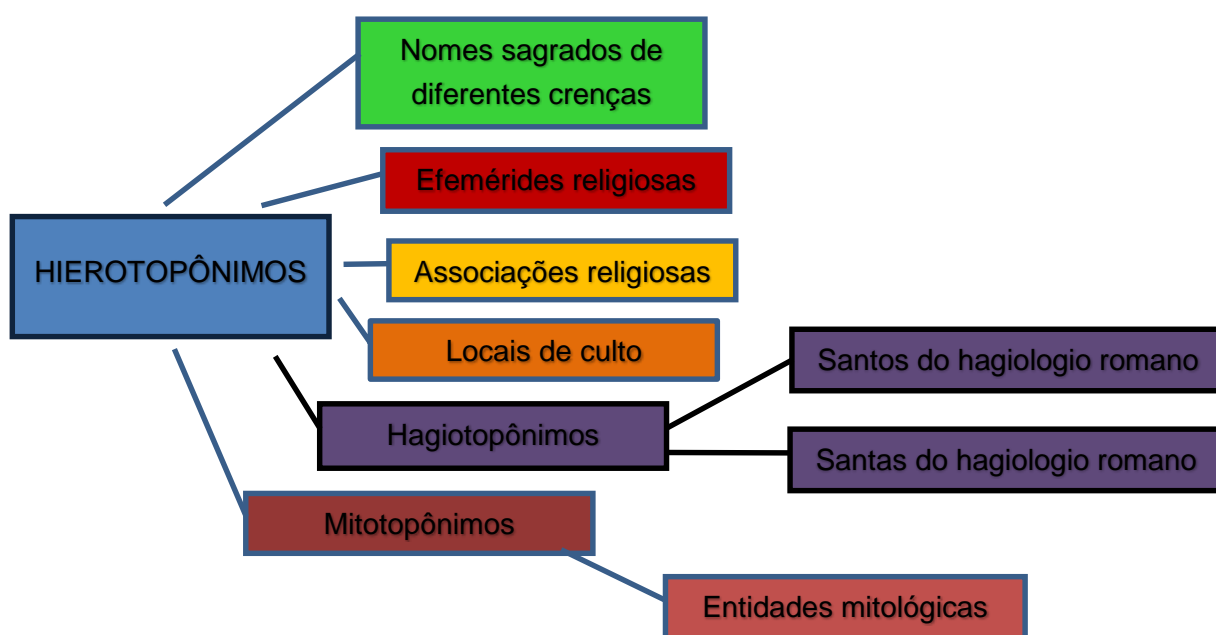 Nomes sagrados de
diferentes crenças
Efemérides religiosas
HIEROTOPÔNIMOS
Associações religiosas
Locais de culto
Santos do hagiologio romano
Hagiotopônimos
Santas do hagiologio romano
Mitotopônimos
Entidades mitológicas